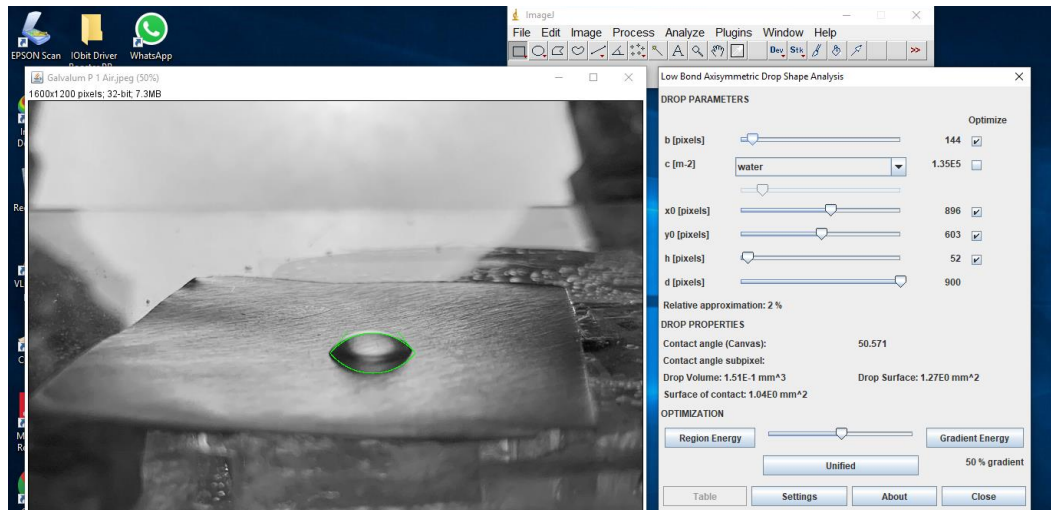 ImageJ
File Edit Image Process Analyze Plugins Window Help
Dev Stk >>
EPSON Scan IObit Driver WhatsApp
Galvalum P 1 Air.jpeg (50%)
1600x1200 pixels; 32-bit; 7.3MB
Low Bond Axisymmetric Drop Shape Analysis
DROP PARAMETERS
Optimize
b [pixels] 144
c [m-2] water 1.35E5
x0 [pixels] 896
y0 [pixels] 603
h [pixels] 52
d [pixels] 900
Relative approximation: 2 %
DROP PROPERTIES
Contact angle (Canvas): 50.571
Contact angle subpixel:
Drop Volume: 1.51E-1 mm^3 Drop Surface: 1.27E0 mm^2
Surface of contact: 1.04E0 mm^2
OPTIMIZATION
Region Energy Gradient Energy
Unified 50 % gradient
Table Settings About Close